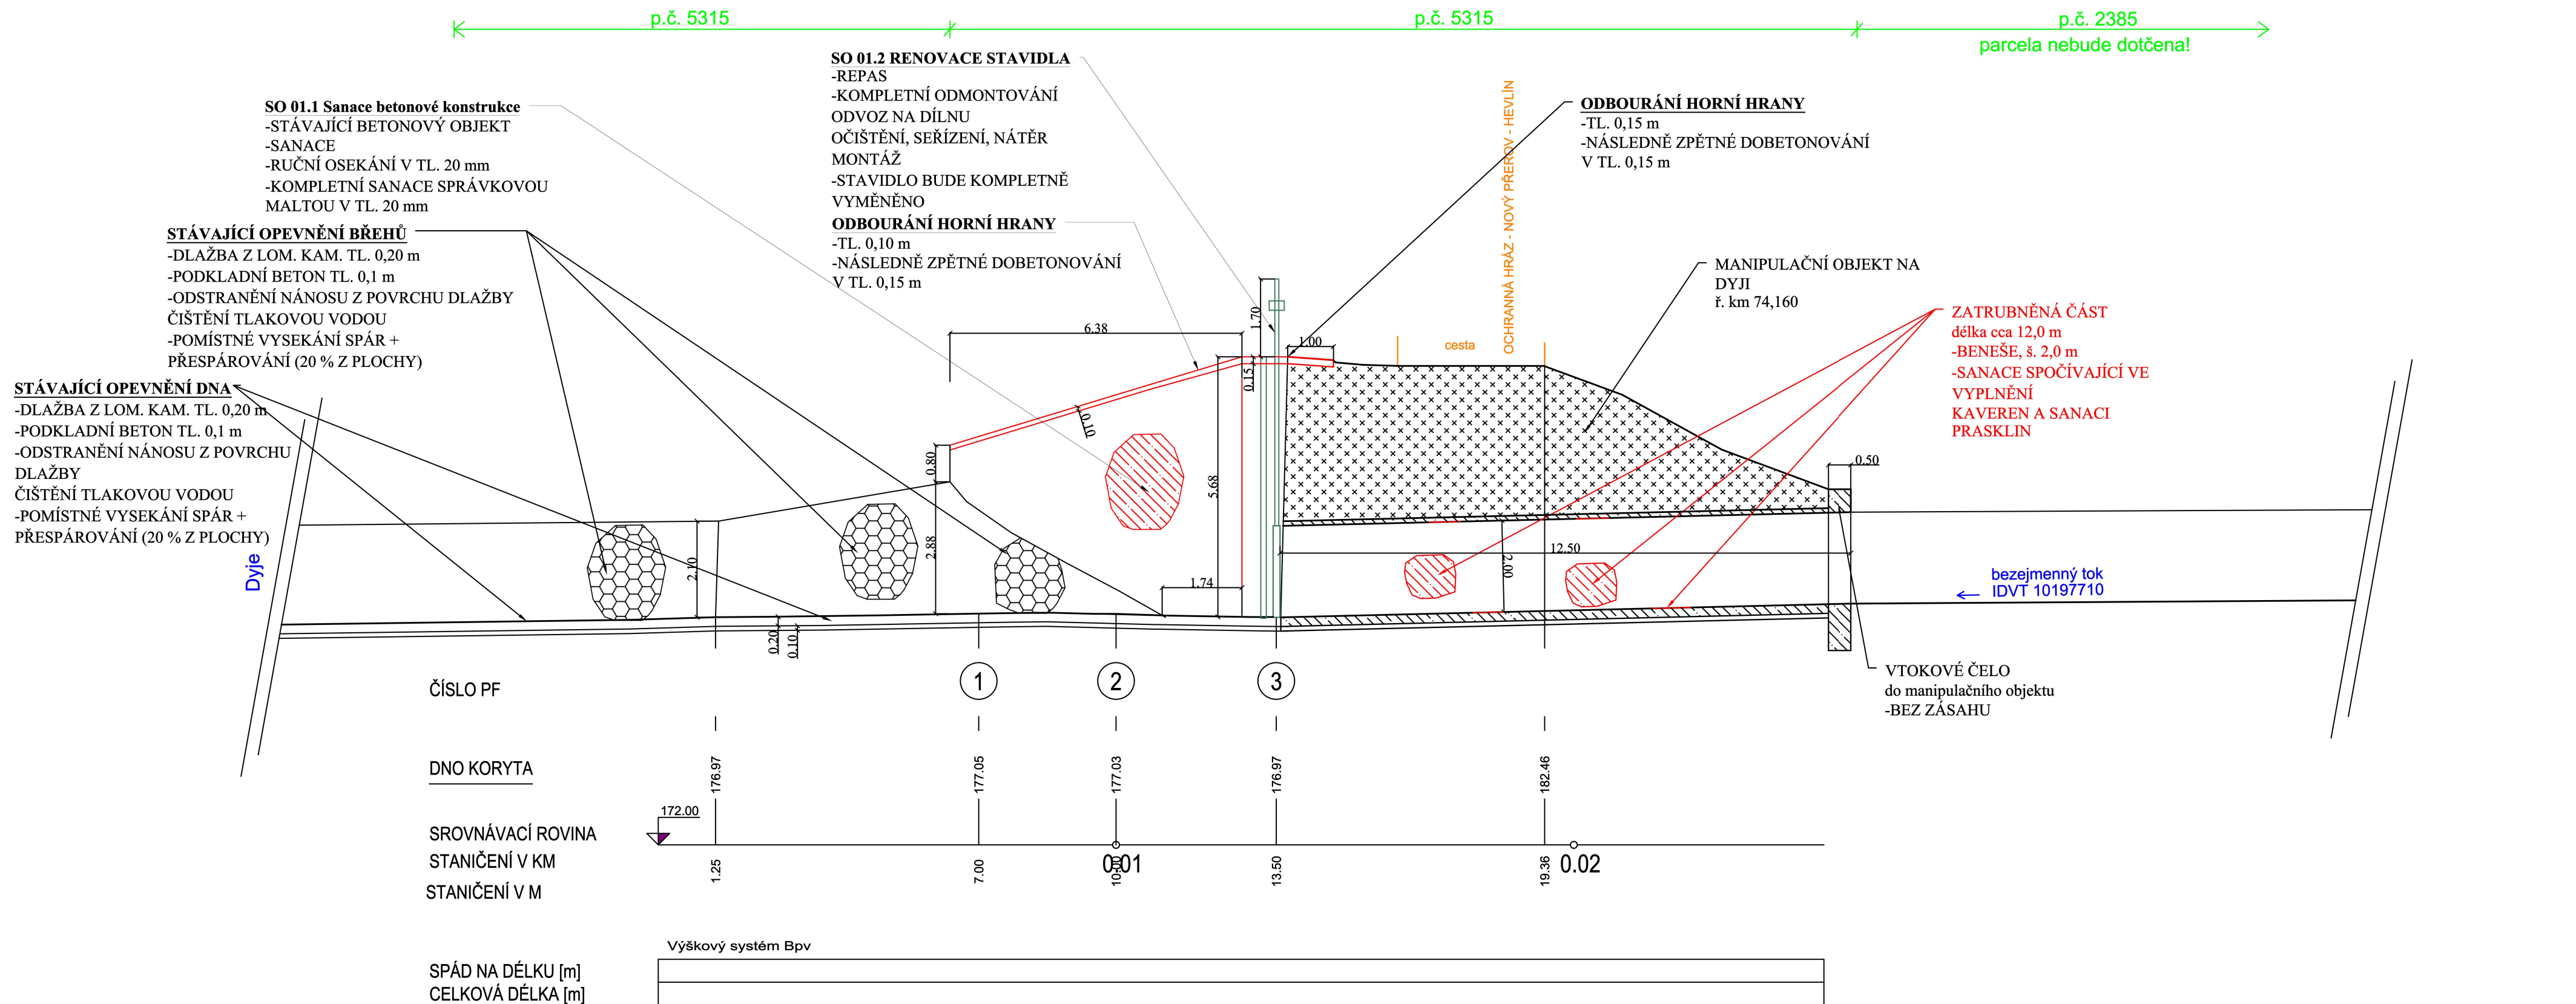 p.č. 5315
p.č. 5315
p.č. 2385
parcela nebude dotčena!
SO 01.1 Sanace betonové konstrukce
-STÁVAJÍCÍ BETONOVÝ OBJEKT
-SANACE
-RUČNÍ OSEKÁNÍ V TL. 20 mm
-KOMPLETNÍ SANACE SPRÁVKOVOU
MALTOU V TL. 20 mm
STÁVAJÍCÍ OPEVNĚNÍ BŘEHŮ
-DLAŽBA Z LOM. KAM. TL. 0,20 m
-PODKLADNÍ BETON TL. 0,1 m
-ODSTRANĚNÍ NÁNOSU Z POVRCHU DLAŽBY
ČIŠTĚNÍ TLAKOVOU VODOU
-POMÍSTNÉ VYSEKÁNÍ SPÁR +
PŘESPÁROVÁNÍ (20 % Z PLOCHY)
STÁVAJÍCÍ OPEVNĚNÍ DNA
-DLAŽBA Z LOM. KAM. TL. 0,20 m
-PODKLADNÍ BETON TL. 0,1 m
-ODSTRANĚNÍ NÁNOSU Z POVRCHU
DLAŽBY
ČIŠTĚNÍ TLAKOVOU VODOU
-POMÍSTNÉ VYSEKÁNÍ SPÁR +
PŘESPÁROVÁNÍ (20 % Z PLOCHY)
SO 01.2 RENOVACE STAVIDLA
-REPAS
-KOMPLETNÍ ODMONTOVÁNÍ
ODVOZ NA DÍLNU
OČIŠTĚNÍ, SEŘÍZENÍ, NÁTĚR
MONTÁŽ
-STAVIDLO BUDE KOMPLETNĚ
VYMĚNĚNO
ODBOURÁNÍ HORNÍ HRANY
-TL. 0,10 m
-NÁSLEDNĚ ZPĚTNÉ DOBETONOVÁNÍ
V TL. 0,15 m
ODBOURÁNÍ HORNÍ HRANY
-TL. 0,15 m
-NÁSLEDNĚ ZPĚTNÉ DOBETONOVÁNÍ
V TL. 0,15 m
OCHRANNÁ HRÁZ - NOVÝ PŘEROV - HEVLÍN
cesta
MANIPULAČNÍ OBJEKT NA
DYJI
ř. km 74,160
ZATRUBNĚNÁ ČÁST
délka cca 12,0 m
-BENEŠE, š. 2,0 m
-SANACE SPOČÍVAJÍCÍ VE
VYPLNĚNÍ
KAVEREN A SANACI
PRASKLIN
6.38
1.70
1.00
0.15
0.10
0.80
5.68
2.88
2.10
1.74
0.20
0.10
12.50
2.00
0.50
Dyje
bezejmenný tok
IDVT 10197710
VTOKOVÉ ČELO
do manipulačního objektu
-BEZ ZÁSAHU
ČÍSLO PF
1
2
3
DNO KORYTA
176.97
177.05
177.03
176.97
182.46
172.00
SROVNÁVACÍ ROVINA
STANIČENÍ V KM
0.01
0.02
STANIČENÍ V M
1.25
7.00
10.00
13.50
19.36
Výškový systém Bpv
SPÁD NA DÉLKU [m]
CELKOVÁ DÉLKA [m]